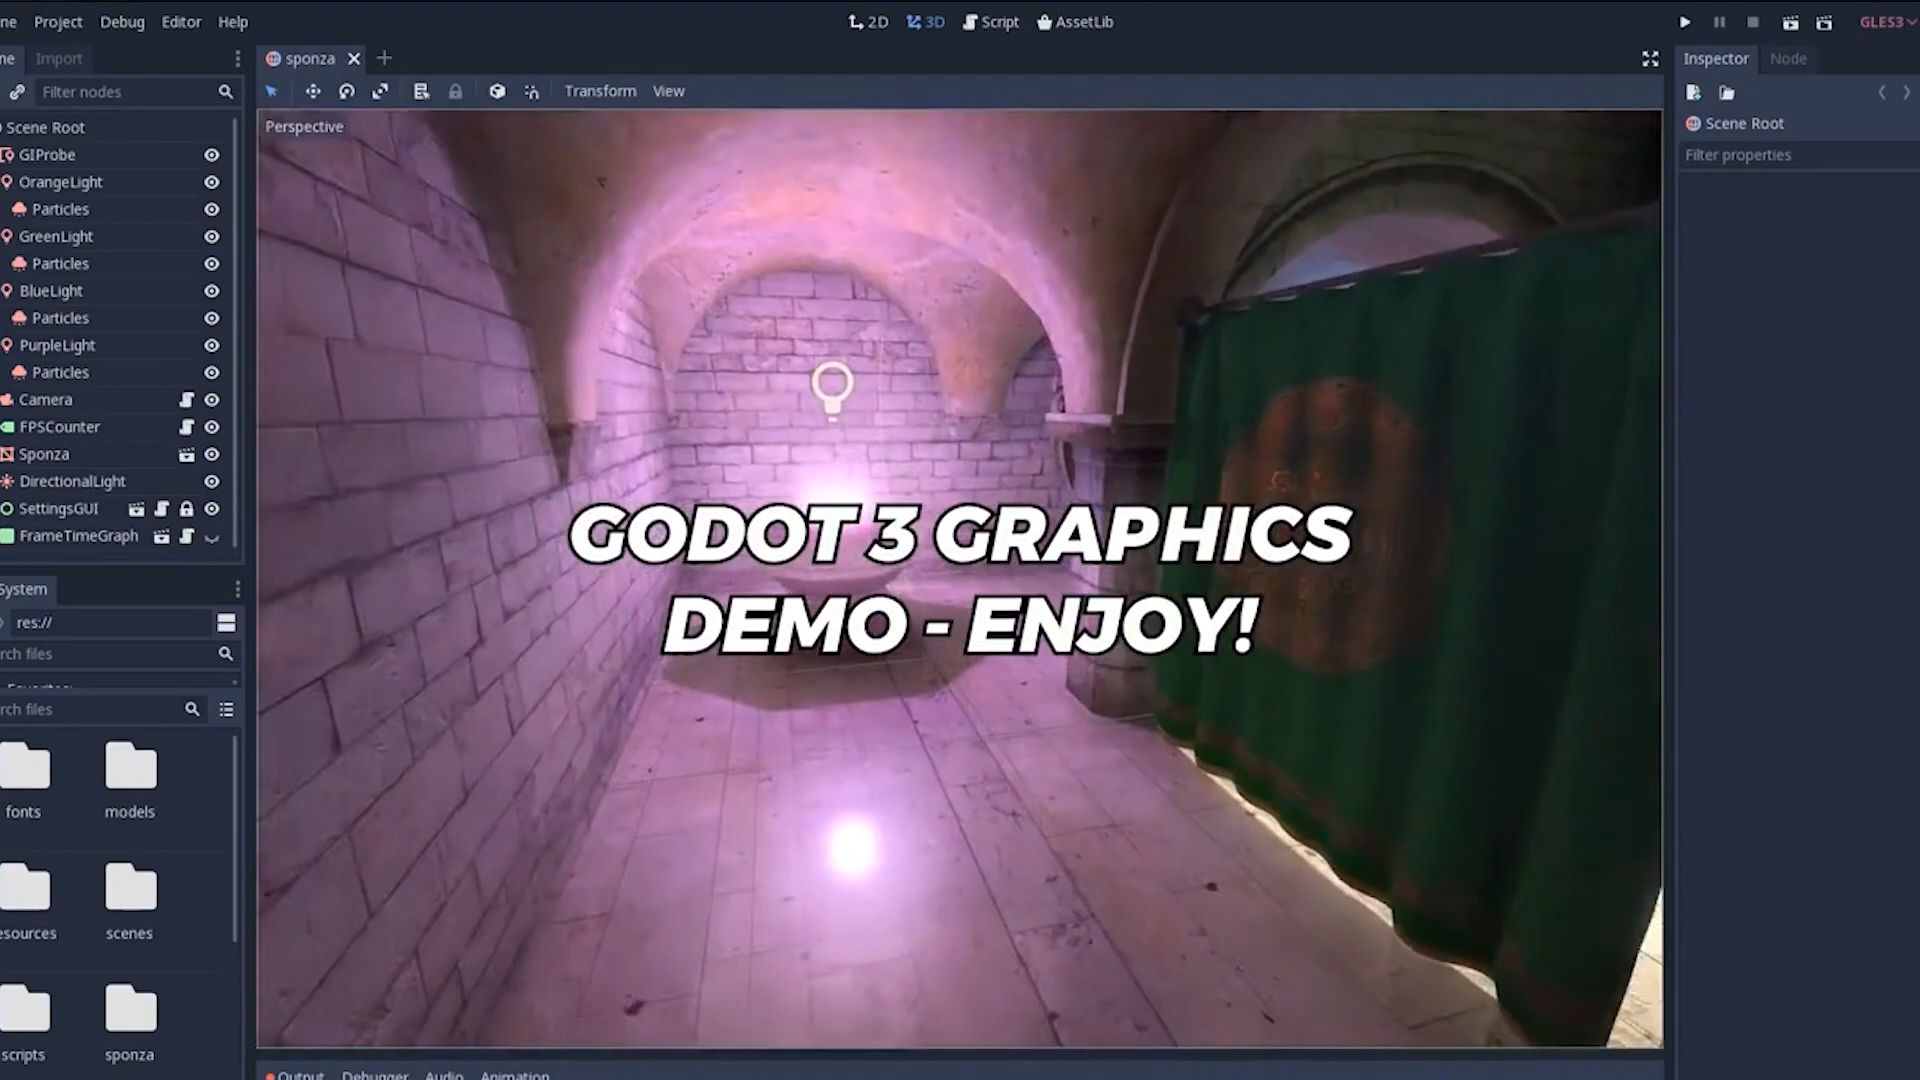 ne Project Debug Editor Help
2D 3D Script AssetLib
GLES3
ne Import
sponza
Inspector Node
Filter nodes
Transform View
Perspective
Scene Root
Filter properties
Scene Root
GIProbe
OrangeLight
Particles
GreenLight
Particles
BlueLight
Particles
PurpleLight
Particles
Camera
FPSCounter
Sponza
DirectionalLight
SettingsGUI
FrameTimeGraph
GODOT 3 GRAPHICS
DEMO - ENJOY!
System
res://
rch files
rch files
fonts models
esources scenes
scripts sponza
Output Debugger Audio Animation